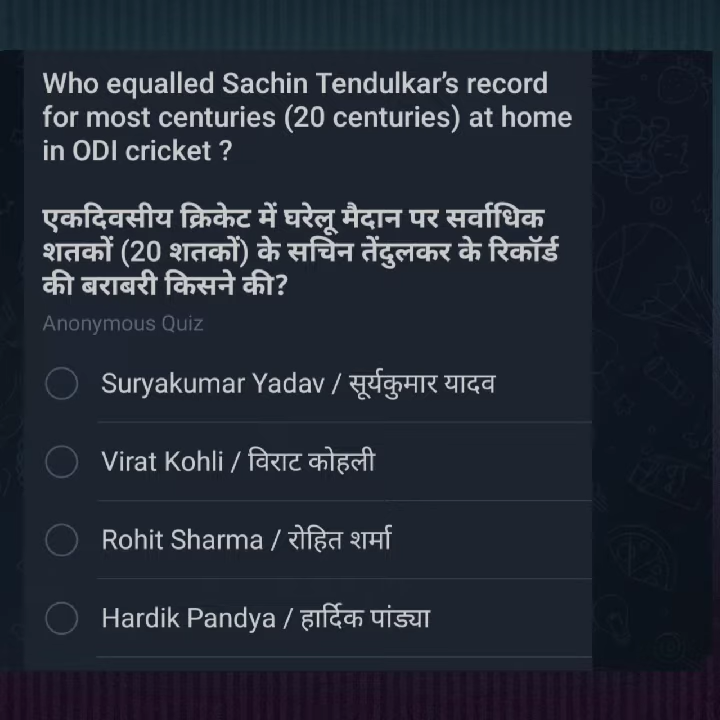 Who equalled Sachin Tendulkar’s record
for most centuries (20 centuries) at home
in ODI cricket ?
एकदिवसीय क्रिकेट में घरेलू मैदान पर सर्वाधिक
शतकों (20 शतकों) के सचिन तेंदुलकर के रिकॉर्ड
की बराबरी किसने की?
Anonymous Quiz
Suryakumar Yadav / सूर्यकुमार यादव
Virat Kohli / विराट कोहली
Rohit Sharma / रोहित शर्मा
Hardik Pandya / हार्दिक पांड्या